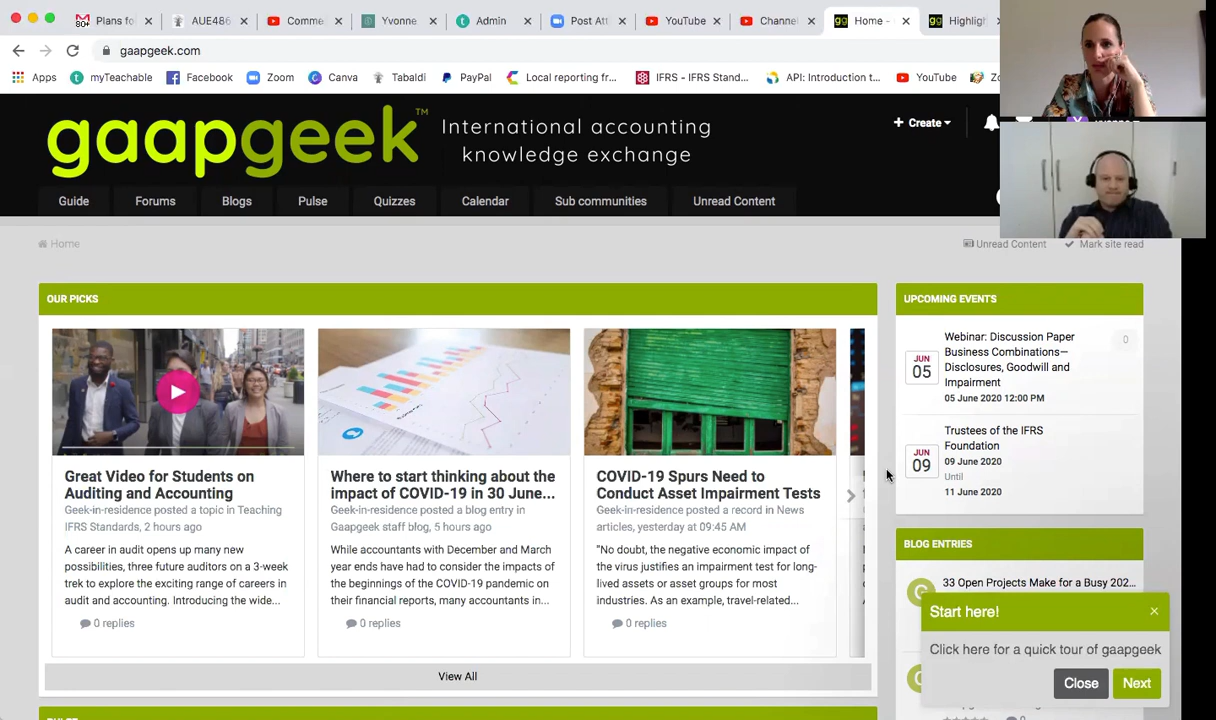 80+
Plans fo
AUE486
Comme
Yvonne
Admin
Post Att
YouTube
Channel
gg Home -
gg Highligh
gaapgeek.com
Apps
myTeachable
Facebook
Zoom
Canva
Tabaldi
PayPal
Local reporting fr...
IFRS - IFRS Stand...
API: Introduction t...
YouTube
gaapgeek™
International accounting
knowledge exchange
+ Create
Guide
Forums
Blogs
Pulse
Quizzes
Calendar
Sub communities
Unread Content
Home
Unread Content
Mark site read
OUR PICKS
Great Video for Students on
Auditing and Accounting
Geek-in-residence posted a topic in Teaching
IFRS Standards, 2 hours ago
A career in audit opens up many new
possibilities, three future auditors on a 3-week
trek to explore the exciting range of careers in
audit and accounting. Introducing the wide...
0 replies
Where to start thinking about the
impact of COVID-19 in 30 June...
Geek-in-residence posted a blog entry in
Gaapgeek staff blog, 5 hours ago
While accountants with December and March
year ends have had to consider the impacts of
the beginnings of the COVID-19 pandemic on
their financial reports, many accountants in...
0 replies
COVID-19 Spurs Need to
Conduct Asset Impairment Tests
Geek-in-residence posted a record in News
articles, yesterday at 09:45 AM
"No doubt, the negative economic impact of
the virus justifies an impairment test for long-
lived assets or asset groups for most
industries. As an example, travel-related...
0 replies
View All
UPCOMING EVENTS
JUN
05
Webinar: Discussion Paper
Business Combinations—
Disclosures, Goodwill and
Impairment
05 June 2020 12:00 PM
0
JUN
09
Trustees of the IFRS
Foundation
09 June 2020
Until
11 June 2020
BLOG ENTRIES
33 Open Projects Make for a Busy 202...
Start here!
Click here for a quick tour of gaapgeek
Close
Next